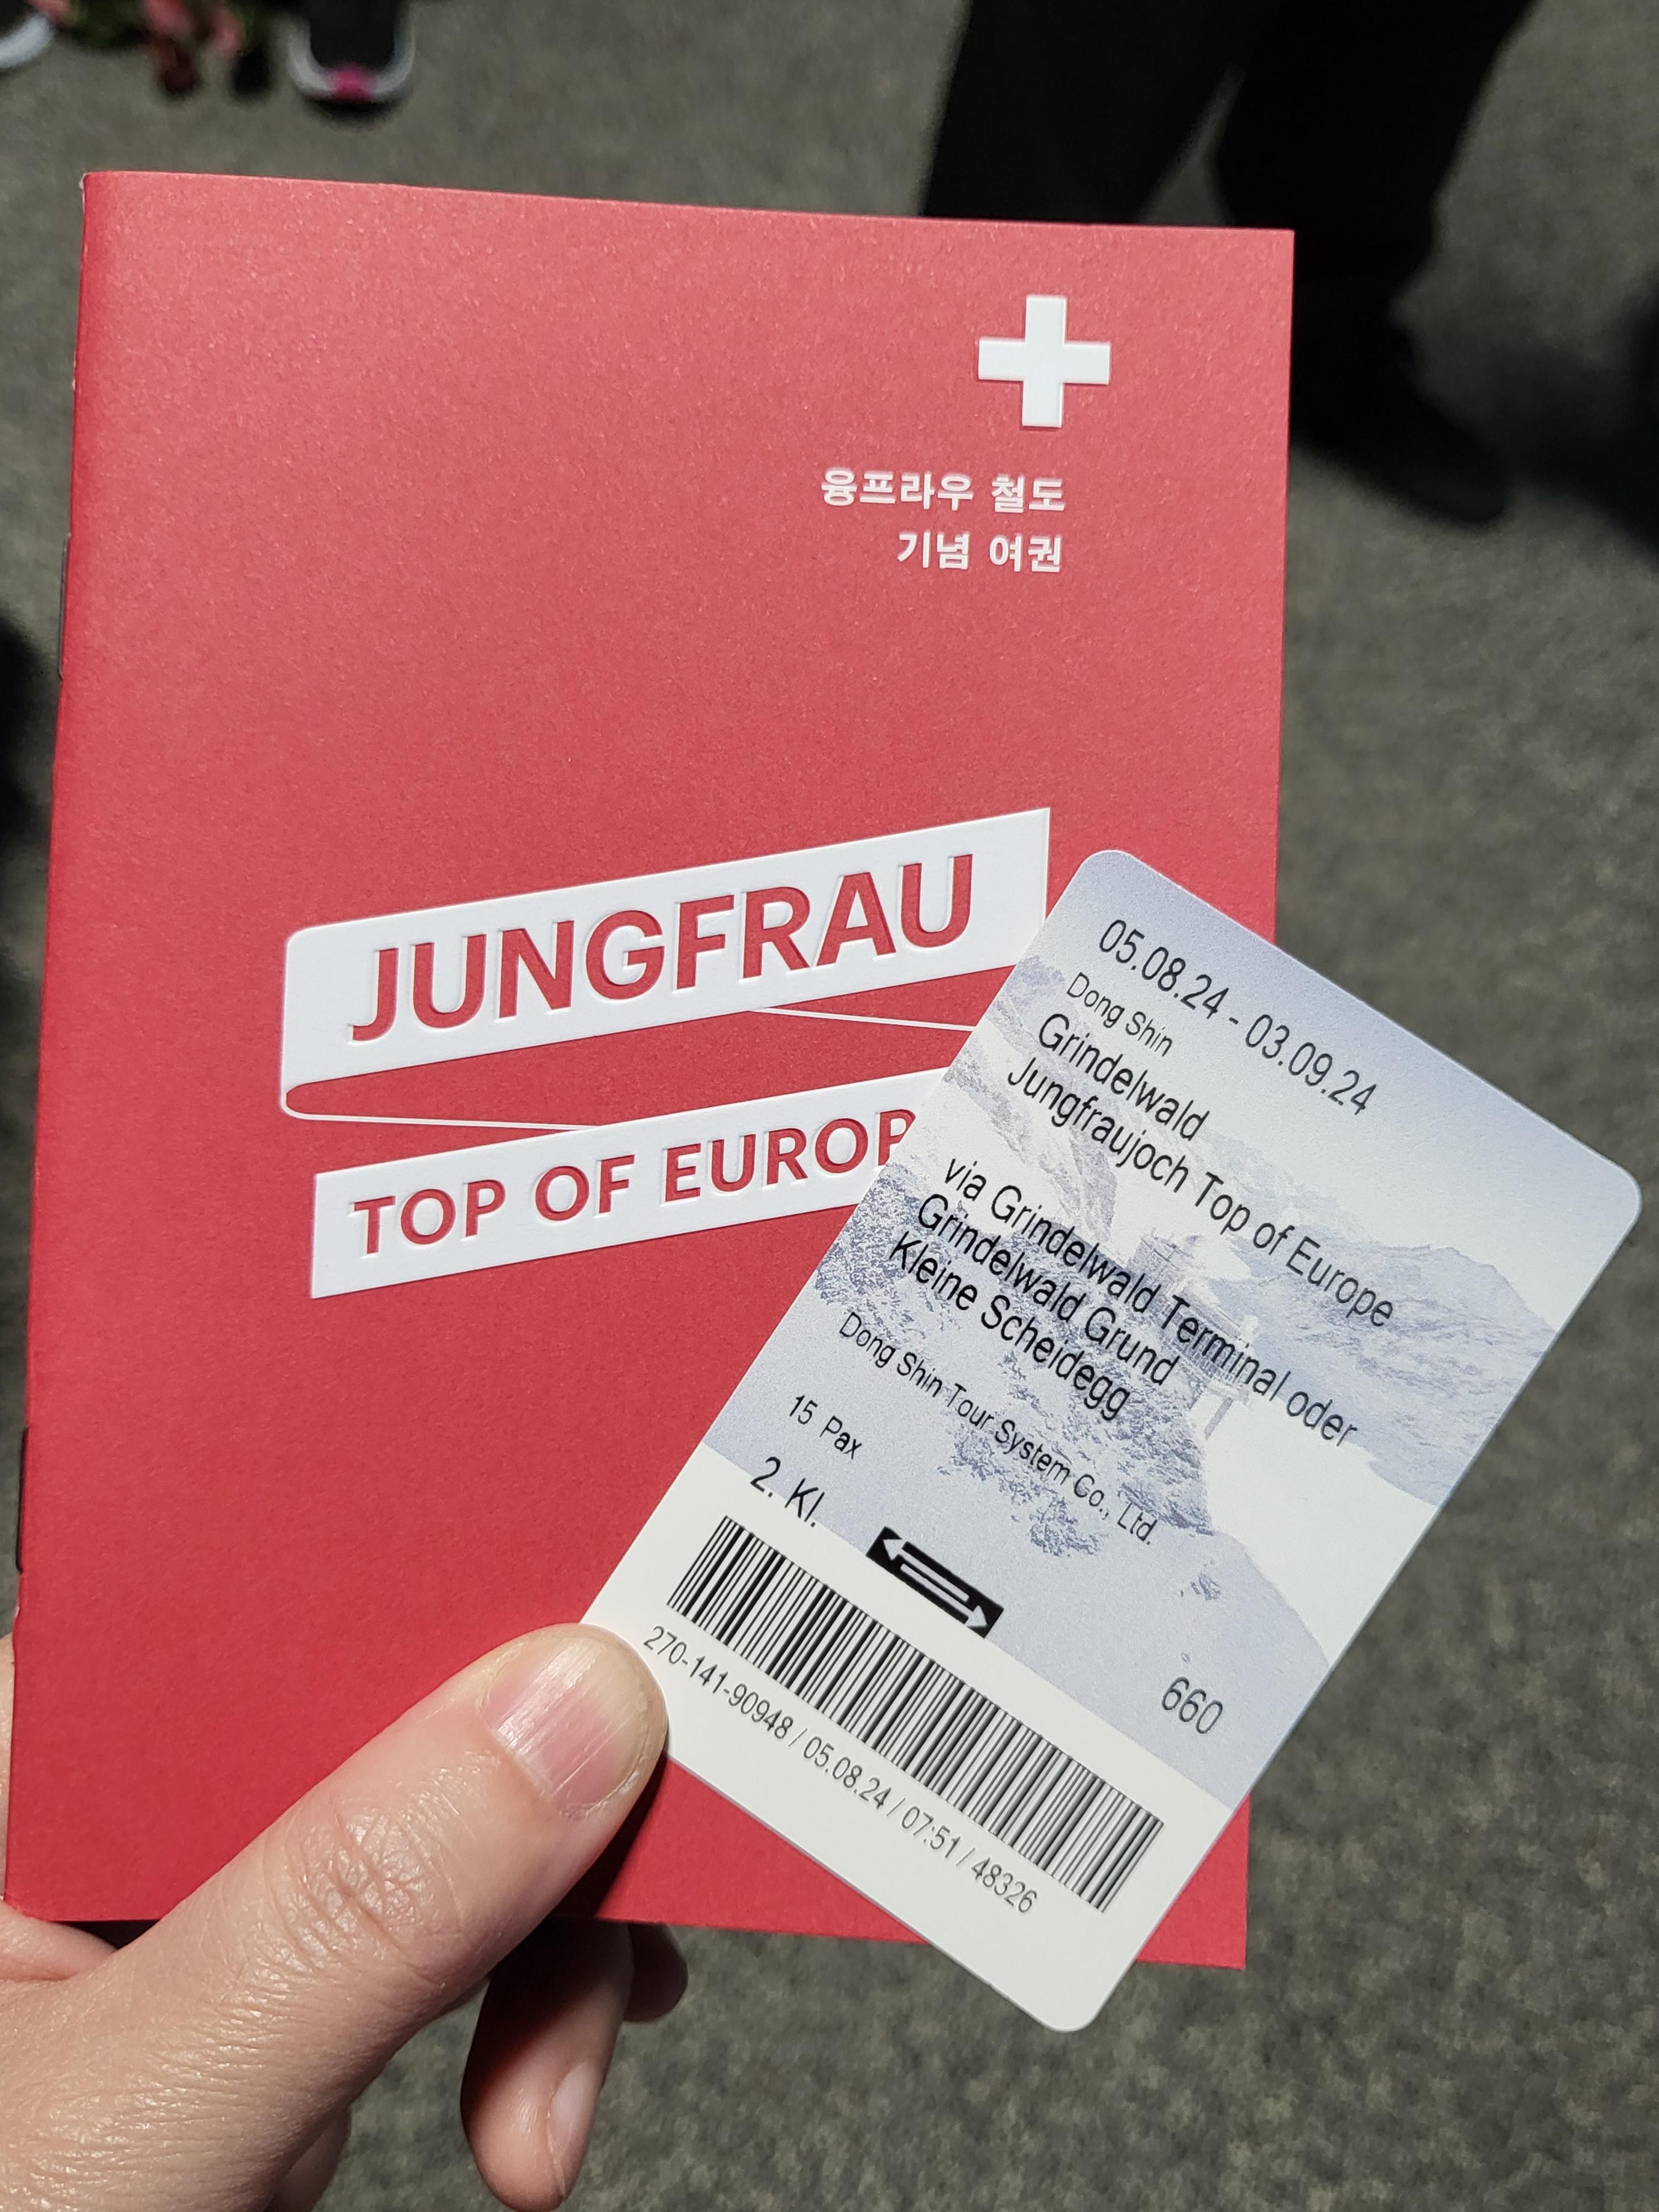 융프라우 철도
기념 여권
JUNGFRAU
TOP OF EUROP
05.08.24 - 03.09.24
Dong Shin
Grindelwald
Jungfraujoch Top of Europe
via Grindelwald Terminal oder
Grindelwald Grund
Kleine Scheidegg
Dong Shin Tour System Co., Ltd.
15 Pax
2. Kl.
660
270-141-90948 / 05.08.24 / 07:51 / 48326